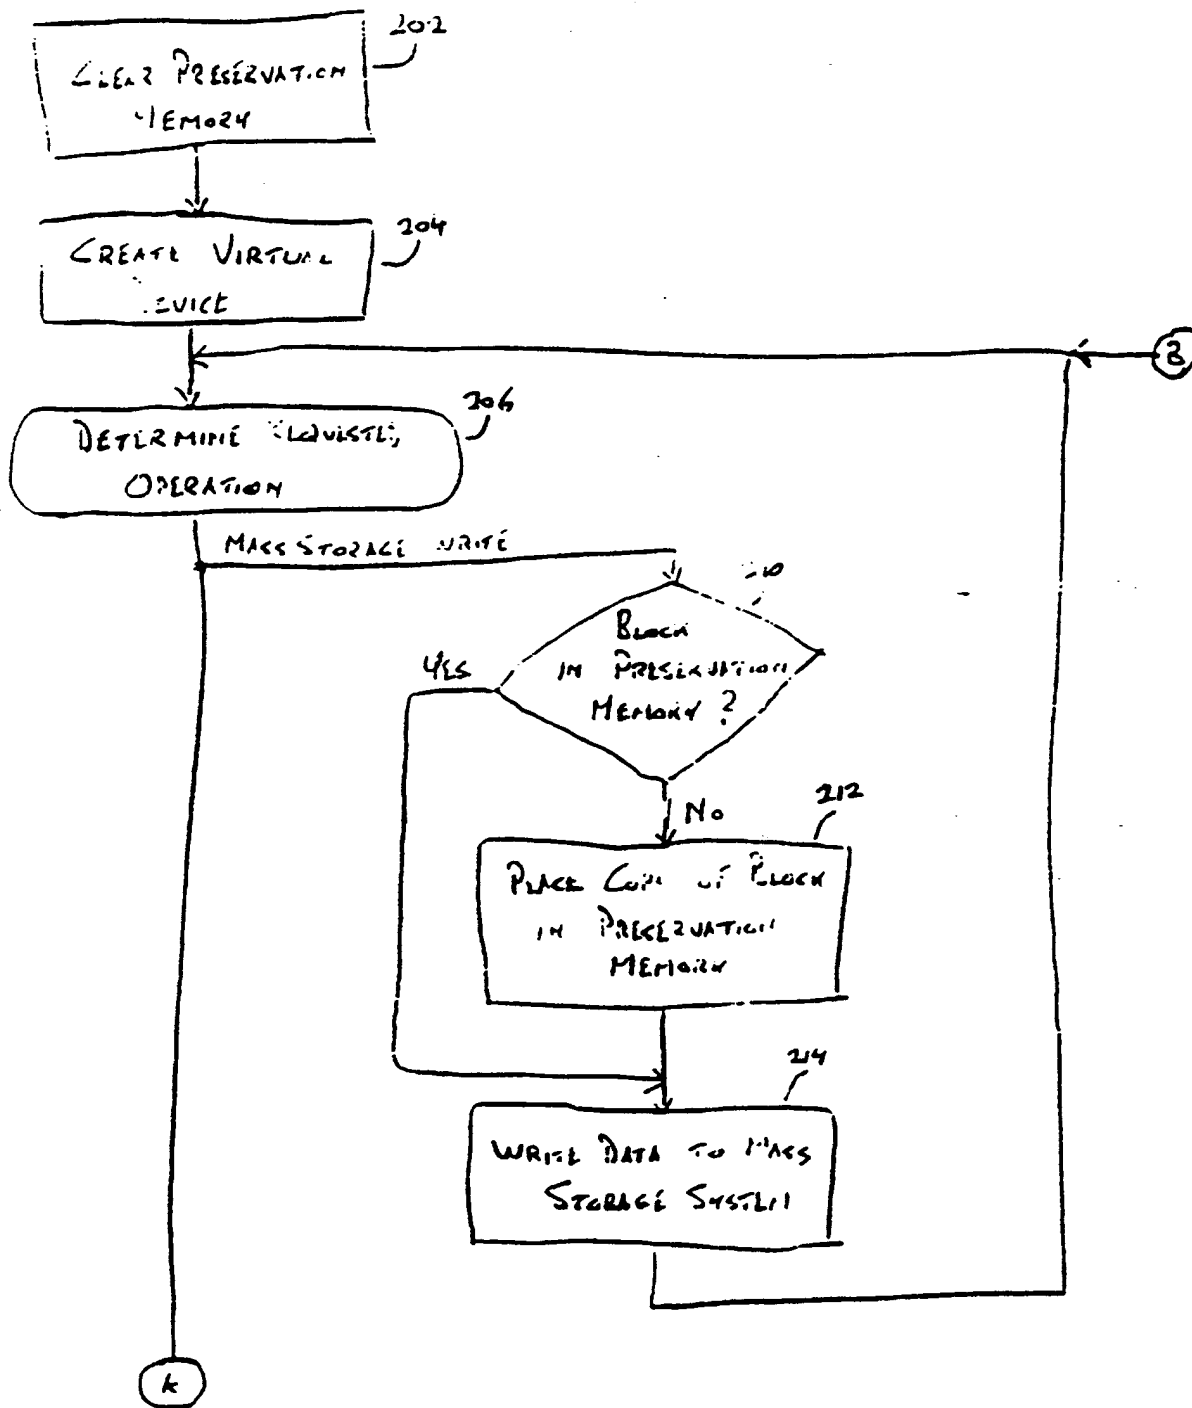 202
CLEAR PRESERVATION
MEMORY
204
CREATE VIRTUAL
DEVICE
B
206
DETERMINE REQUESTED
OPERATION
MASS STORAGE WRITE
BLOCK
IN PRESERVATION
MEMORY ?
YES
NO
212
PLACE COPY OF BLOCK
IN PRESERVATION
MEMORY
214
WRITE DATA TO MASS
STORAGE SYSTEM